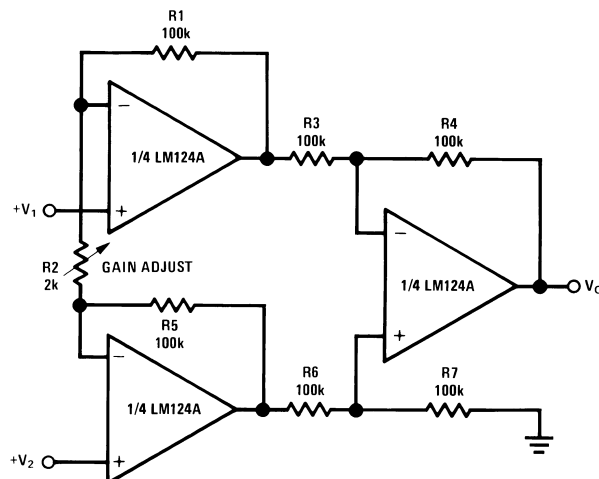 R1
100k
−
1/4 LM124A
+V1
+
R3
100k
R4
100k
R2
2k
GAIN ADJUST
−
1/4 LM124A
+
R5
100k
−
1/4 LM124A
+V2
+
R6
100k
R7
100k